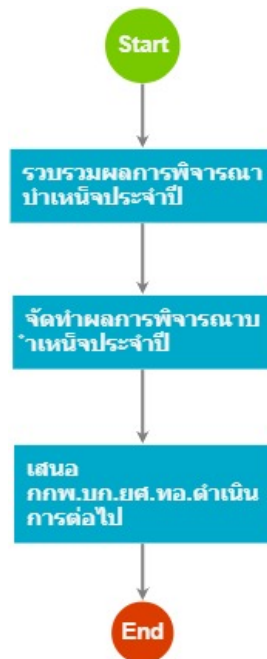 Start
รวบรวมผลการพิจารณา
บำเหน็จประจำปี
จัดทำผลการพิจารณาบ
ำเหน็จประจำปี
เสนอ
กกพ.บก.ยศ.ทอ.ดำเนิน
การต่อไป
End